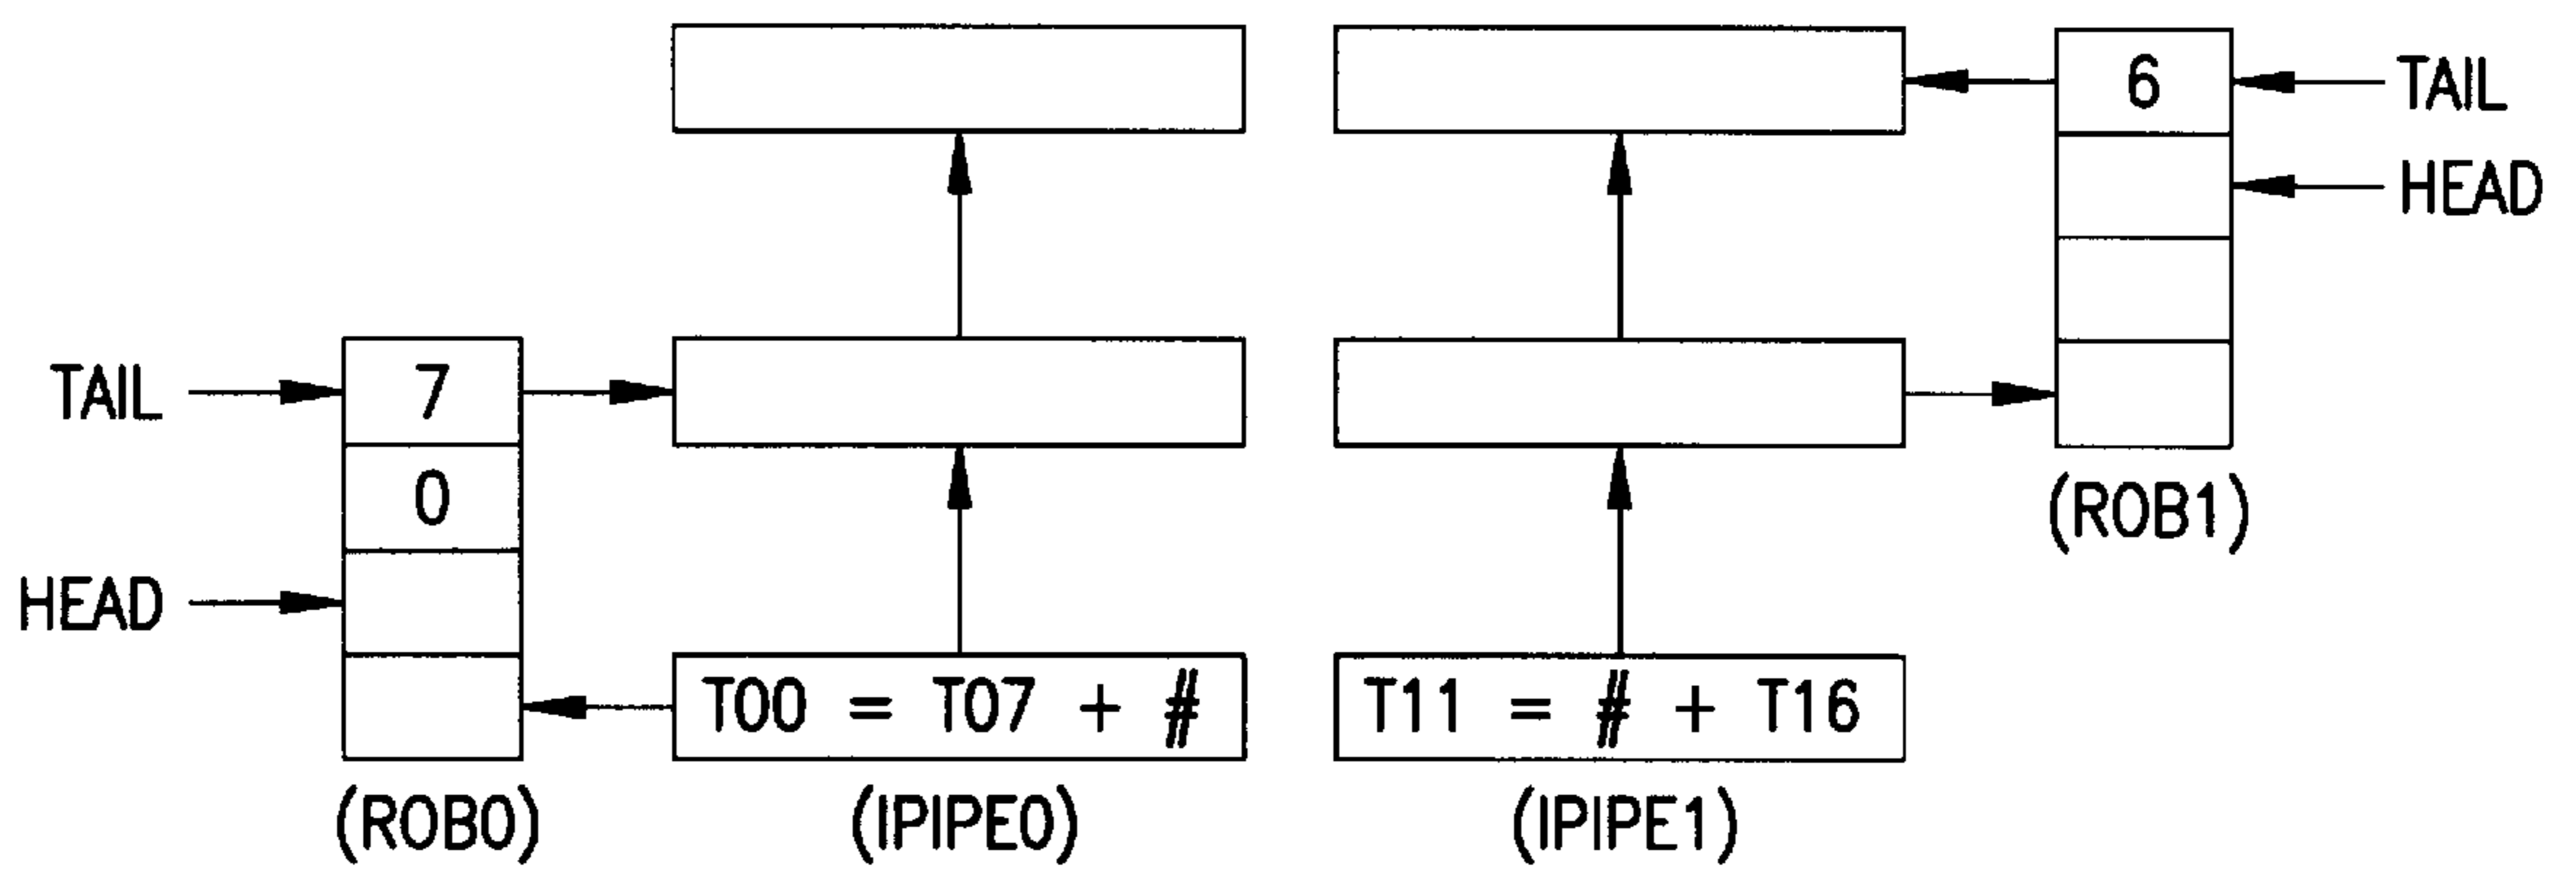 6
TAIL
HEAD
TAIL
7
0
(ROB1)
HEAD
T00 = T07 + #
T11 = # + T16
(ROB0)
(IPIPE0)
(IPIPE1)